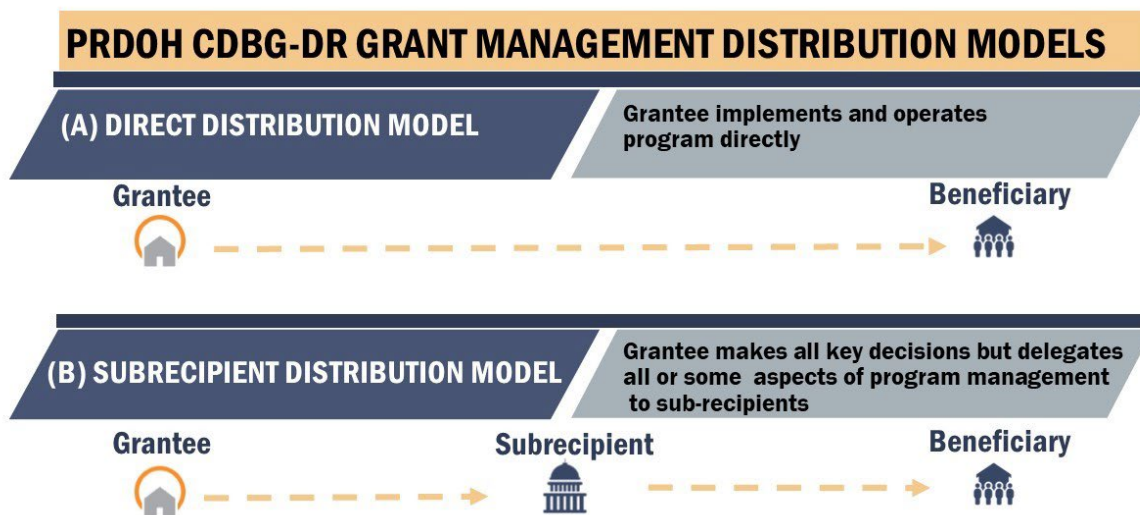 PRDOH CDBG-DR GRANT MANAGEMENT DISTRIBUTION MODELS
(A) DIRECT DISTRIBUTION MODEL
Grantee implements and operates
program directly
Grantee
Beneficiary
(B) SUBRECIPIENT DISTRIBUTION MODEL
Grantee makes all key decisions but delegates
all or some aspects of program management
to sub-recipients
Grantee
Subrecipient
Beneficiary